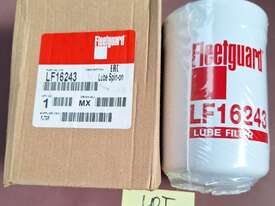 Fleetguard
LF16243
Lube Spin-on
1
MX
Fleetguard
LF16243
LUBE FILTER
LOT